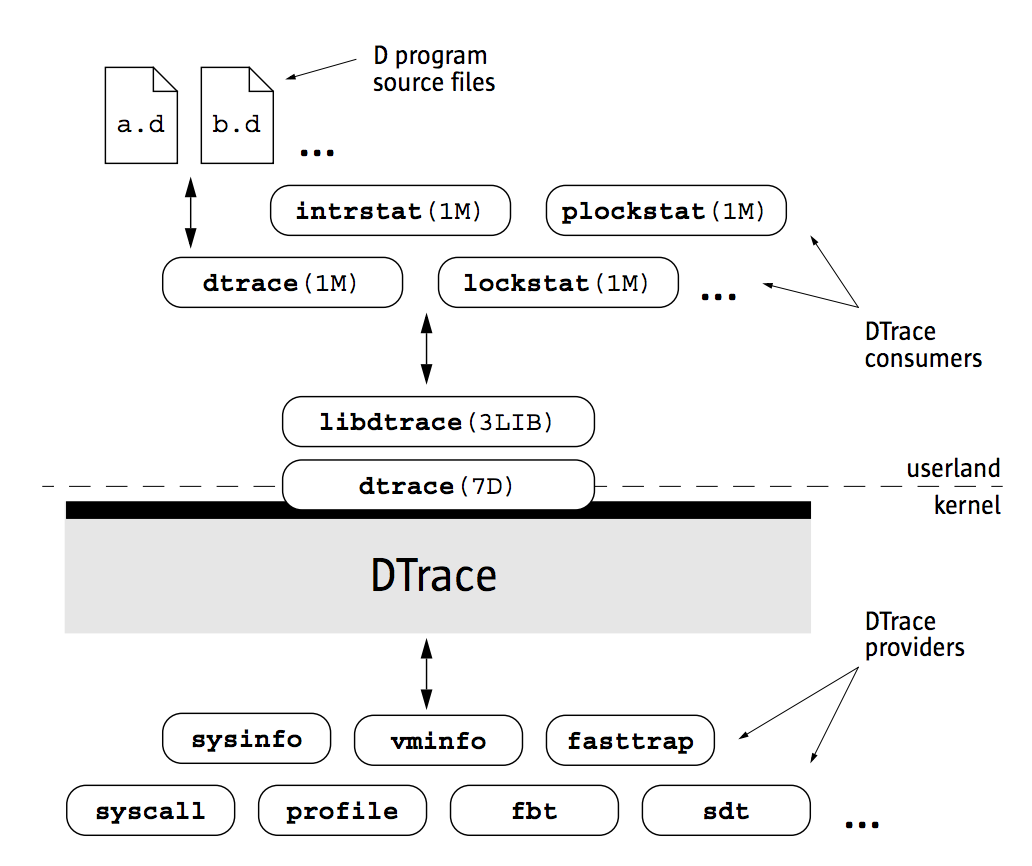 D program
source files
a.d
b.d
...
intrstat(1M)
plockstat(1M)
dtrace(1M)
lockstat(1M)
...
DTrace
consumers
libdtrace(3LIB)
userland
dtrace(7D)
kernel
DTrace
DTrace
providers
sysinfo
vminfo
fasttrap
syscall
profile
fbt
sdt
...